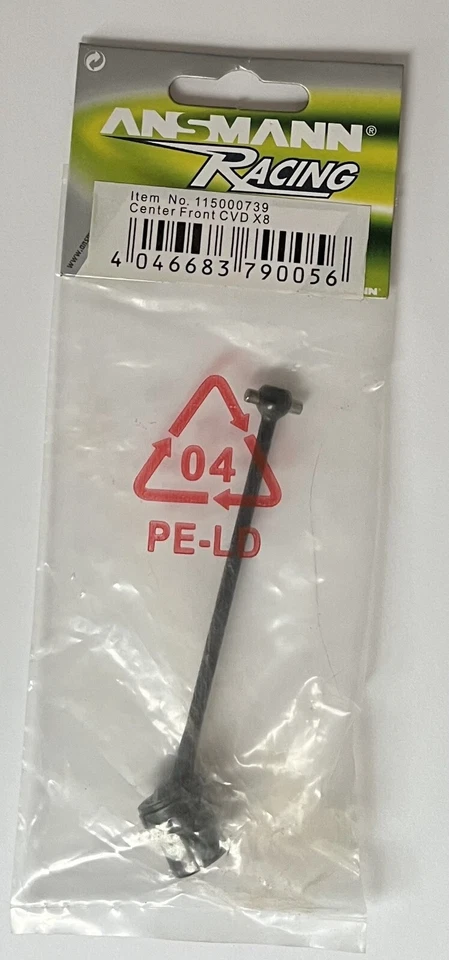 ANSMANN®
RACING
Item No. 115000739
Center Front CVD X8
4 046683 790056
04
PE-LD